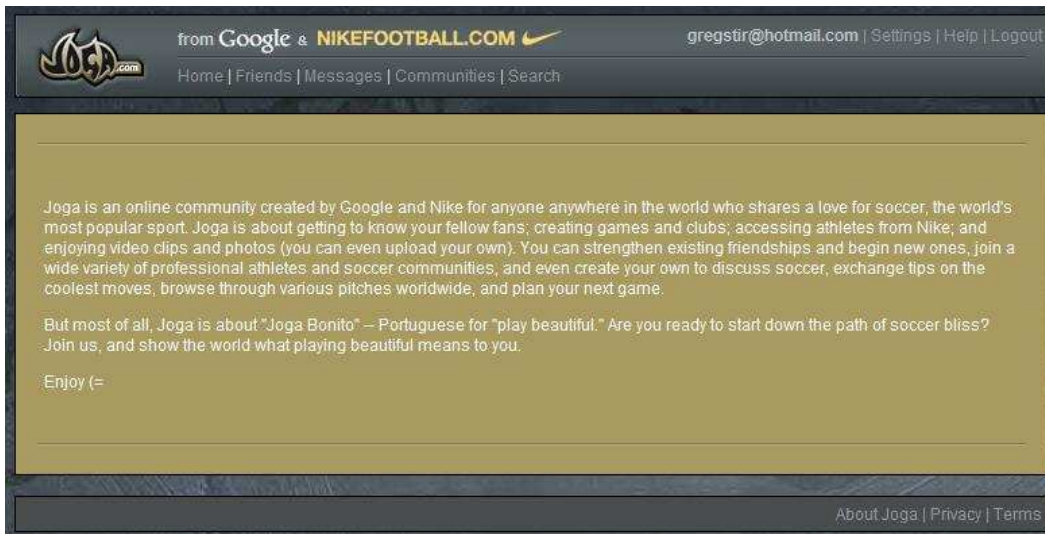 JOGA.com
from Google & NIKEFOOTBALL.COM
gregstir@hotmail.com | Settings | Help | Logout
Home | Friends | Messages | Communities | Search
Joga is an online community created by Google and Nike for anyone anywhere in the world who shares a love for soccer, the world's
most popular sport. Joga is about getting to know your fellow fans; creating games and clubs; accessing athletes from Nike; and
enjoying video clips and photos (you can even upload your own). You can strengthen existing friendships and begin new ones, join a
wide variety of professional athletes and soccer communities, and even create your own to discuss soccer, exchange tips on the
coolest moves, browse through various pitches worldwide, and plan your next game.
But most of all, Joga is about "Joga Bonito" -- Portuguese for "play beautiful." Are you ready to start down the path of soccer bliss?
Join us, and show the world what playing beautiful means to you.
Enjoy (=
About Joga | Privacy | Terms